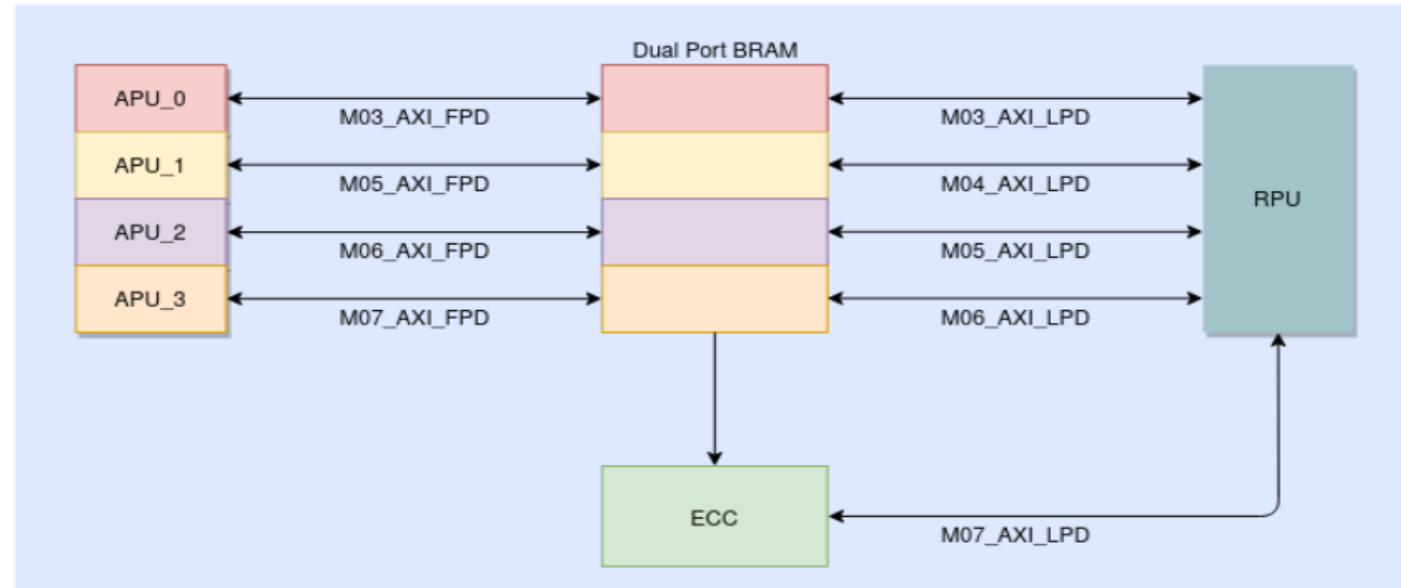 Dual Port BRAM
APU_0
M03_AXI_FPD
M03_AXI_LPD
APU_1
M05_AXI_FPD
M04_AXI_LPD
RPU
APU_2
M06_AXI_FPD
M05_AXI_LPD
APU_3
M07_AXI_FPD
M06_AXI_LPD
ECC
M07_AXI_LPD